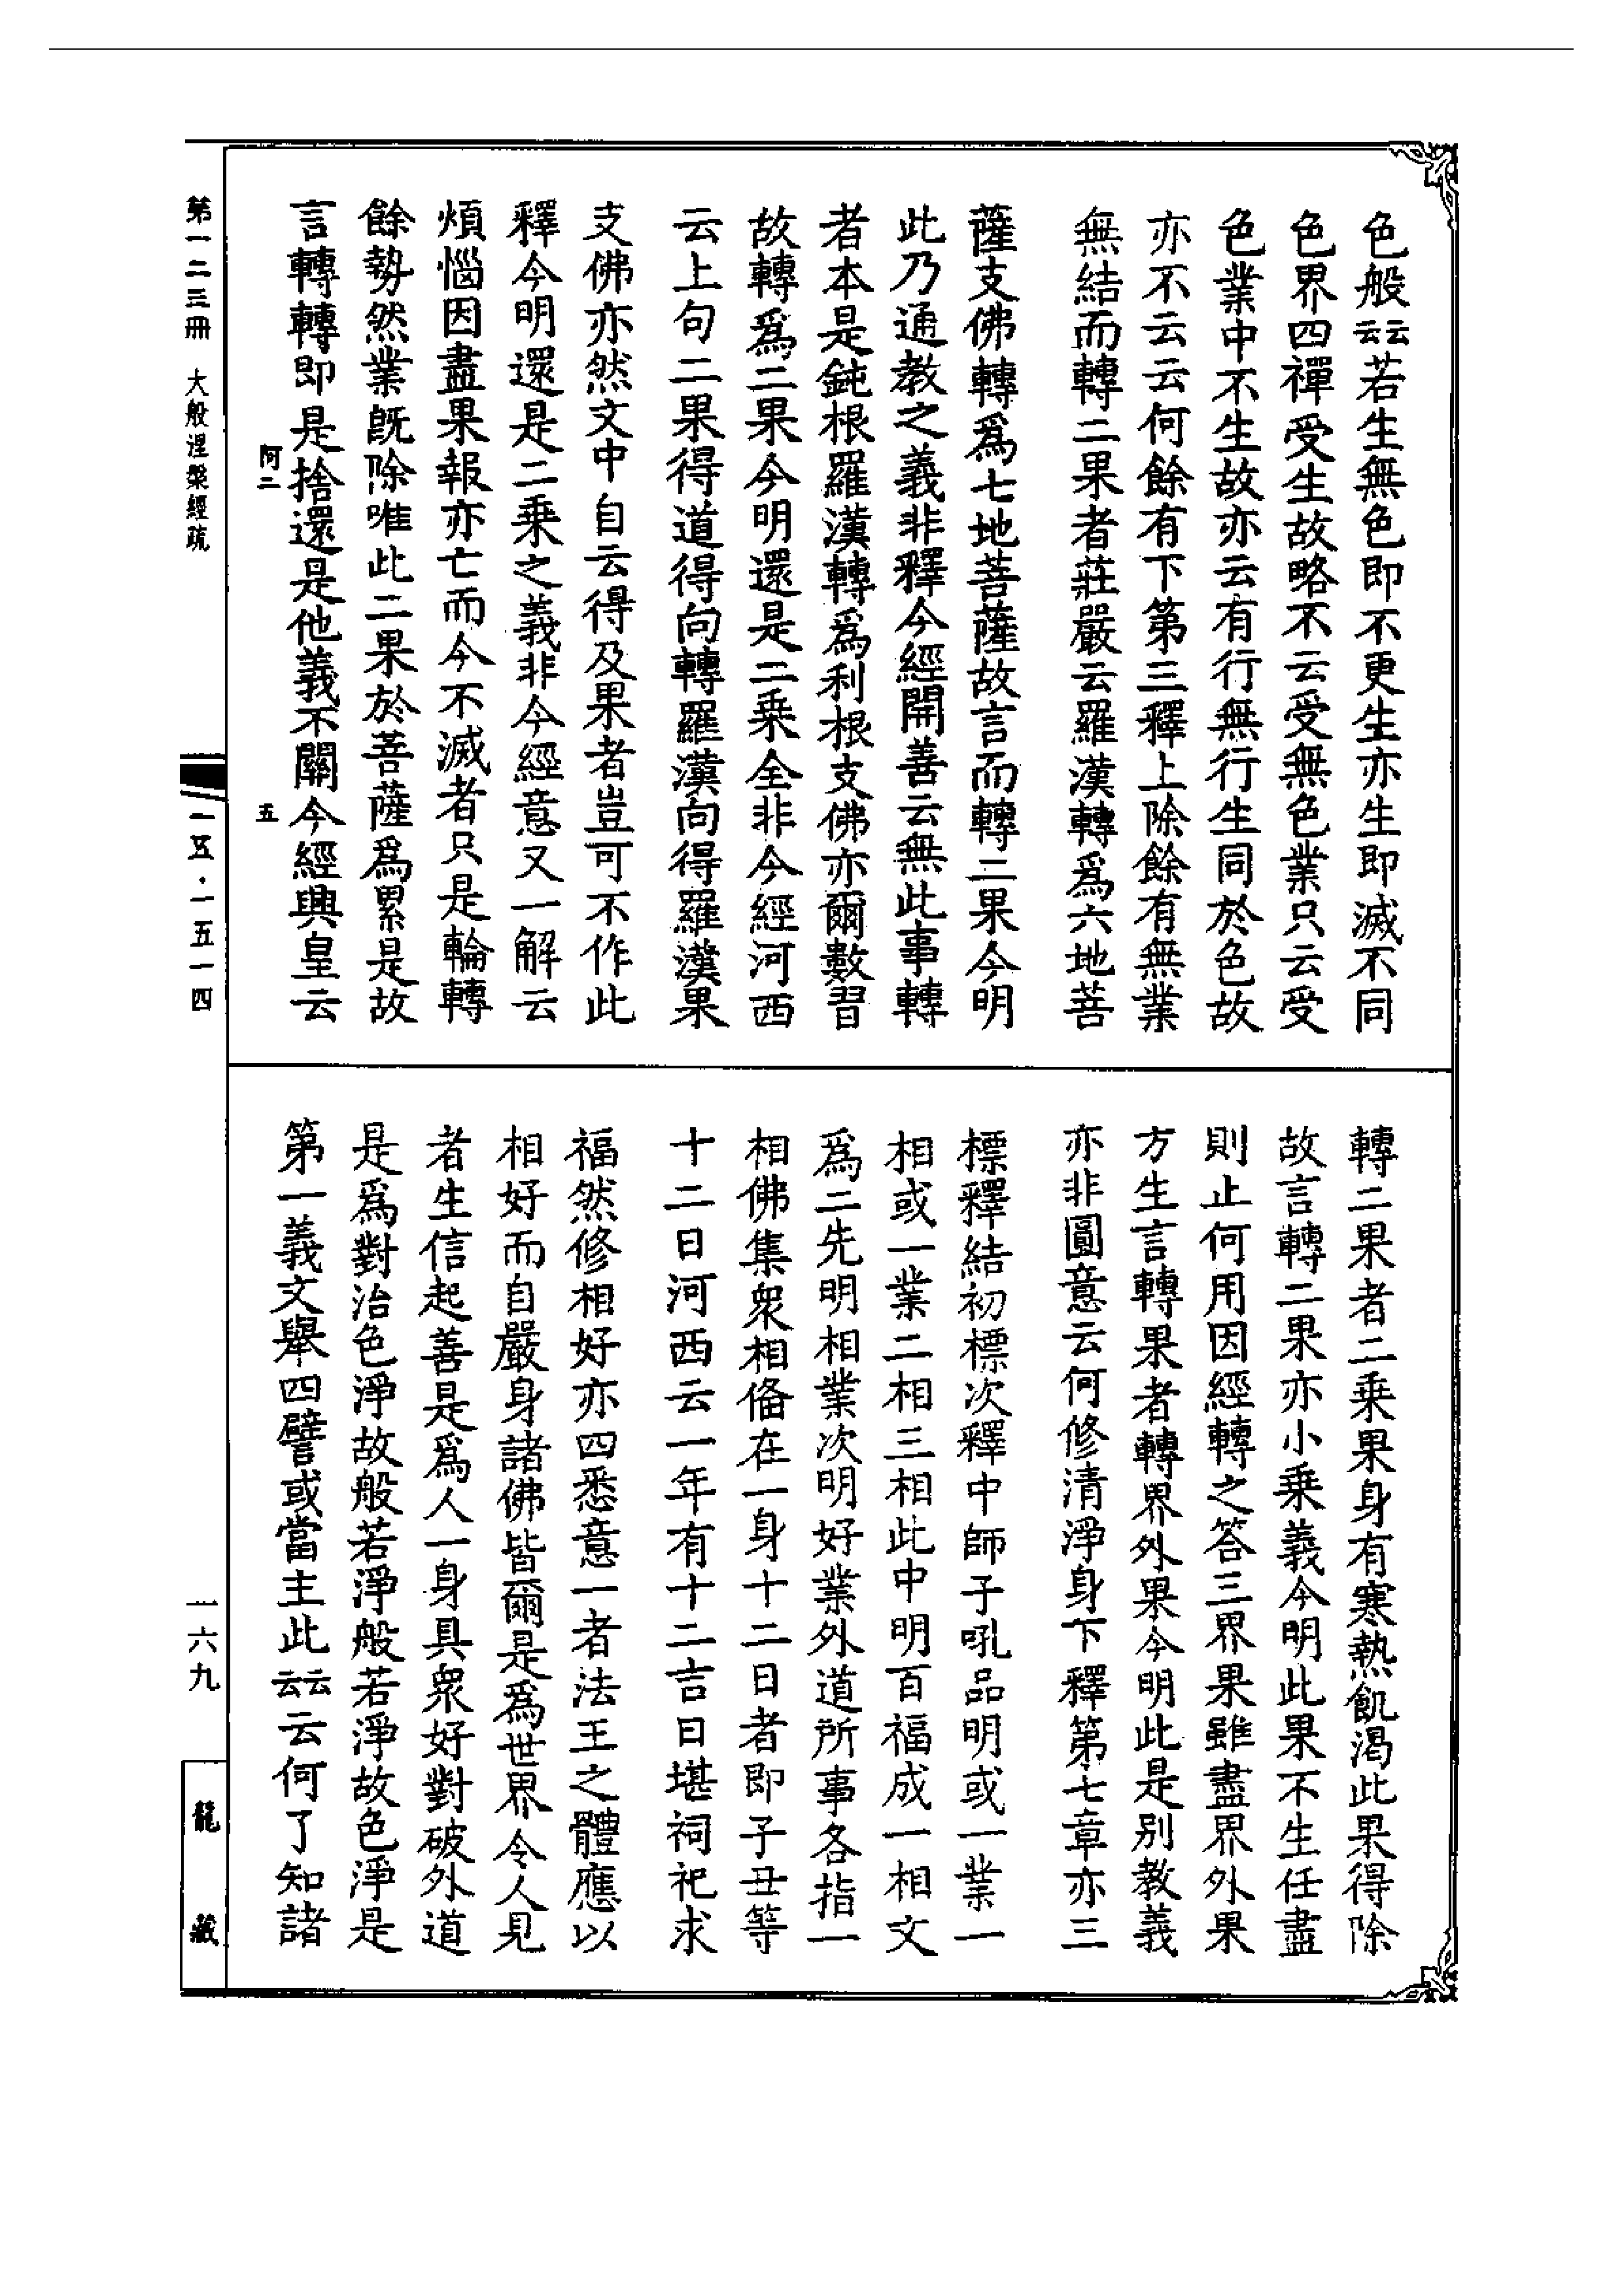 色般云云若生無色即不更生亦生即滅不同
色界四禪受生故略不云受無色業只云受
色業中不生故亦云有行無行生同於色故
亦不云云何餘有下第三釋上除餘有無業
無結而轉二果者莊嚴云羅漢轉爲六地菩
薩支佛轉爲七地菩薩故言而轉二果今明
此乃通教之義非釋今經開善云無此事轉
者本是鈍根羅漢轉爲利根支佛亦爾數習
故轉爲二果今明還是二乘全非今經河西
云上句二果得道得向轉羅漢向得羅漢果
支佛亦然文中自云得及果者豈可不作此
釋今明還是二乘之義非今經意又一解云
煩惱因盡果報亦亡而今不滅者只是輪轉
餘勢然業旣除唯此二果於菩薩爲累是故
言轉轉即是捨還是他義不關今經興皇云
轉二果者二乘果身有寒熱飢渴此果得除
故言轉二果亦小乘義今明此果不生任盡
則止何用因經轉之答三界果雖盡界外果
方生言轉果者轉界外果今明此是別教義
亦非圓意云何修清淨身下釋第七章亦三
標釋結初標次釋中師子吼品明或一業一
相或一業二相三相此中明百福成一相文
爲二先明相業次明好業外道所事各指一
相佛集衆相俻在一身十二日者即子丑等
十二日河西云一年有十二吉日堪祠祀求
福然修相好亦四悉意一者法王之體應以
相好而自嚴身諸佛皆爾是爲世界令人見
者生信起善是爲人一身具衆好對破外道
是爲對治色淨故般若淨般若淨故色淨是
第一義文舉四譬或當主此云云云何了知諸
阿二
五
第一二三冊 大般涅槃經疏
一五·一五一四
一六九
龍藏